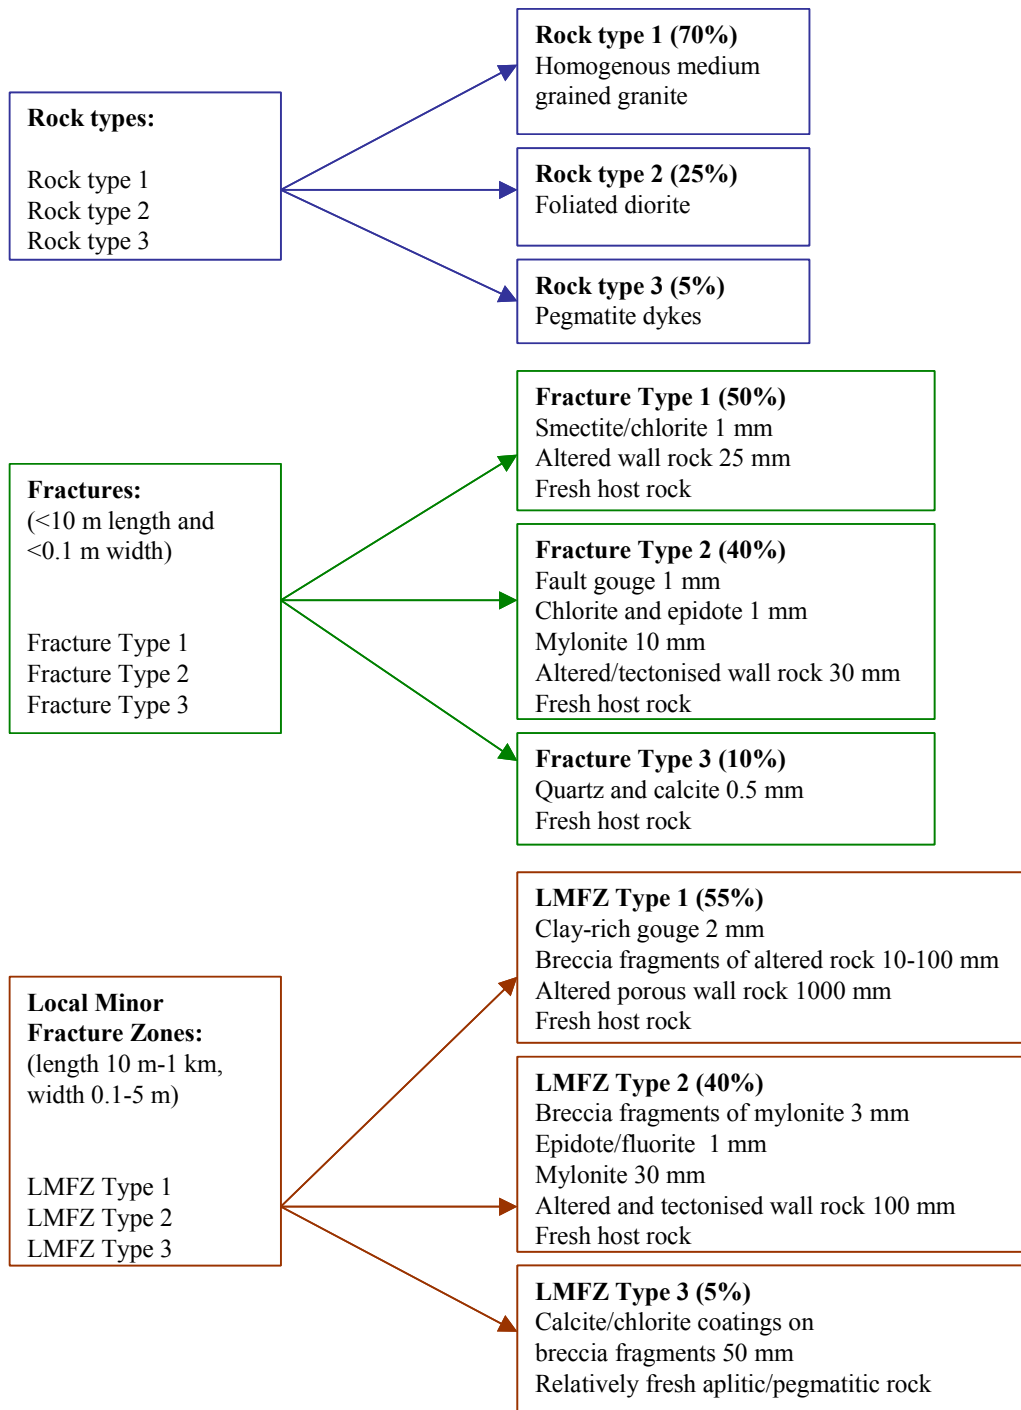 Rock types:
Rock type 1
Rock type 2
Rock type 3
Rock type 1 (70%)
Homogenous medium
grained granite
Rock type 2 (25%)
Foliated diorite
Rock type 3 (5%)
Pegmatite dykes
Fractures:
(<10 m length and
<0.1 m width)
Fracture Type 1
Fracture Type 2
Fracture Type 3
Fracture Type 1 (50%)
Smectite/chlorite 1 mm
Altered wall rock 25 mm
Fresh host rock
Fracture Type 2 (40%)
Fault gouge 1 mm
Chlorite and epidote 1 mm
Mylonite 10 mm
Altered/tectonised wall rock 30 mm
Fresh host rock
Fracture Type 3 (10%)
Quartz and calcite 0.5 mm
Fresh host rock
Local Minor
Fracture Zones:
(length 10 m-1 km,
width 0.1-5 m)
LMFZ Type 1
LMFZ Type 2
LMFZ Type 3
LMFZ Type 1 (55%)
Clay-rich gouge 2 mm
Breccia fragments of altered rock 10-100 mm
Altered porous wall rock 1000 mm
Fresh host rock
LMFZ Type 2 (40%)
Breccia fragments of mylonite 3 mm
Epidote/fluorite 1 mm
Mylonite 30 mm
Altered and tectonised wall rock 100 mm
Fresh host rock
LMFZ Type 3 (5%)
Calcite/chlorite coatings on
breccia fragments 50 mm
Relatively fresh aplitic/pegmatitic rock